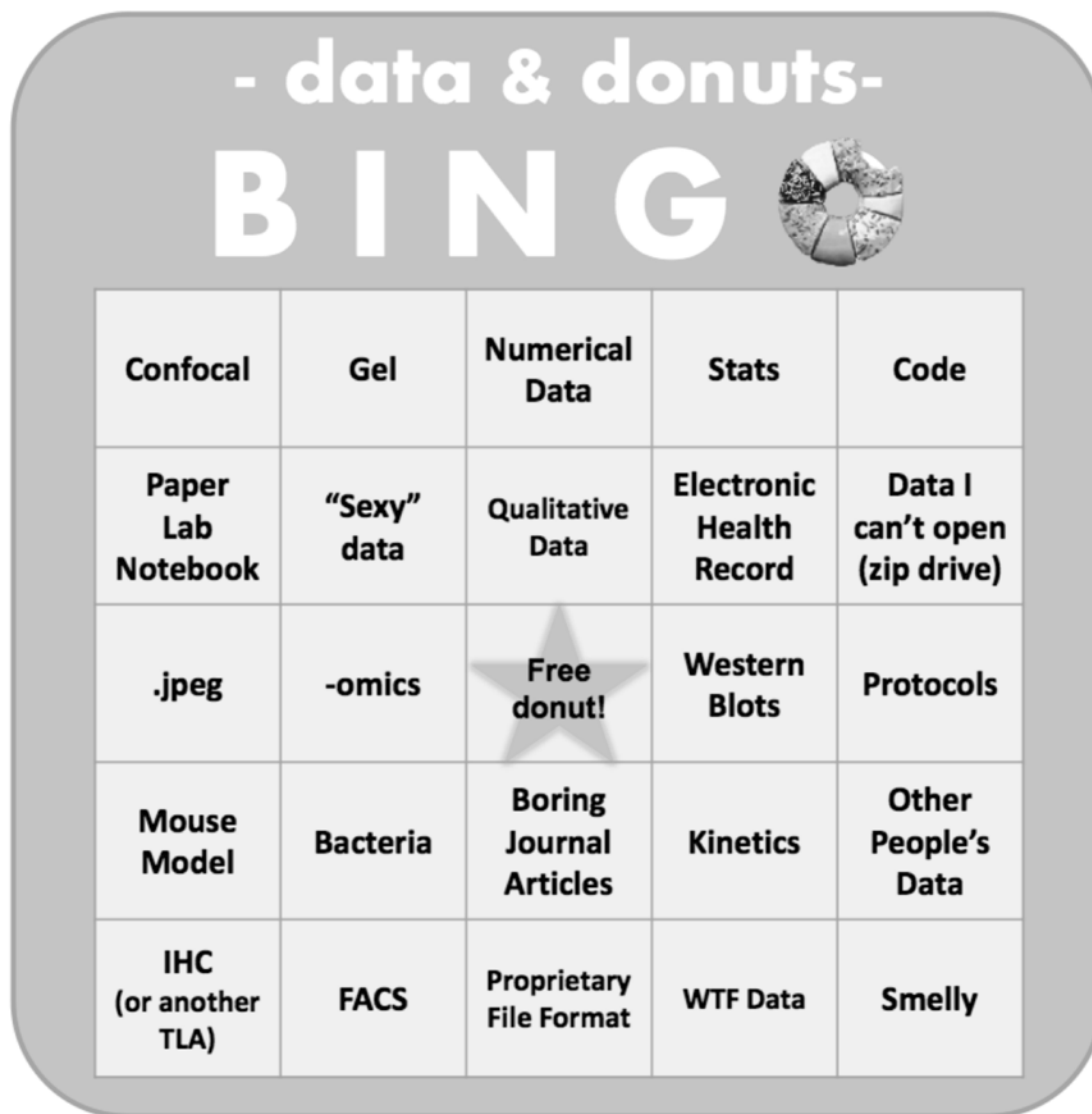 - data & donuts-
BING
Confocal
Gel
Numerical
Data
Stats
Code
Paper
Lab
Notebook
“Sexy”
data
Qualitative
Data
Electronic
Health
Record
Data I
can’t open
(zip drive)
.jpeg
-omics
Free
donut!
Western
Blots
Protocols
Mouse
Model
Bacteria
Boring
Journal
Articles
Kinetics
Other
People’s
Data
IHC
(or another
TLA)
FACS
Proprietary
File Format
WTF Data
Smelly